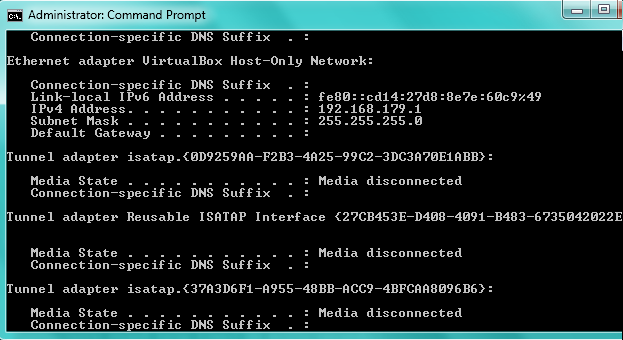 Administrator: Command Prompt
Connection-specific DNS Suffix . :
Ethernet adapter VirtualBox Host-Only Network:
Connection-specific DNS Suffix . :
Link-local IPv6 Address . . . . . : fe80::cd14:27d8:8e7e:60c9%49
IPv4 Address. . . . . . . . . . . : 192.168.179.1
Subnet Mask . . . . . . . . . . . : 255.255.255.0
Default Gateway . . . . . . . . . :
Tunnel adapter isatap.{0D9259AA-F2B3-4A25-99C2-3DC3A70E1ABB}:
Media State . . . . . . . . . . . : Media disconnected
Connection-specific DNS Suffix . :
Tunnel adapter Reusable ISATAP Interface {27CB453E-D408-4091-B483-6735042022E
Media State . . . . . . . . . . . : Media disconnected
Connection-specific DNS Suffix . :
Tunnel adapter isatap.{37A3D6F1-A955-48BB-ACC9-4BFCAA8096B6}:
Media State . . . . . . . . . . . : Media disconnected
Connection-specific DNS Suffix . :